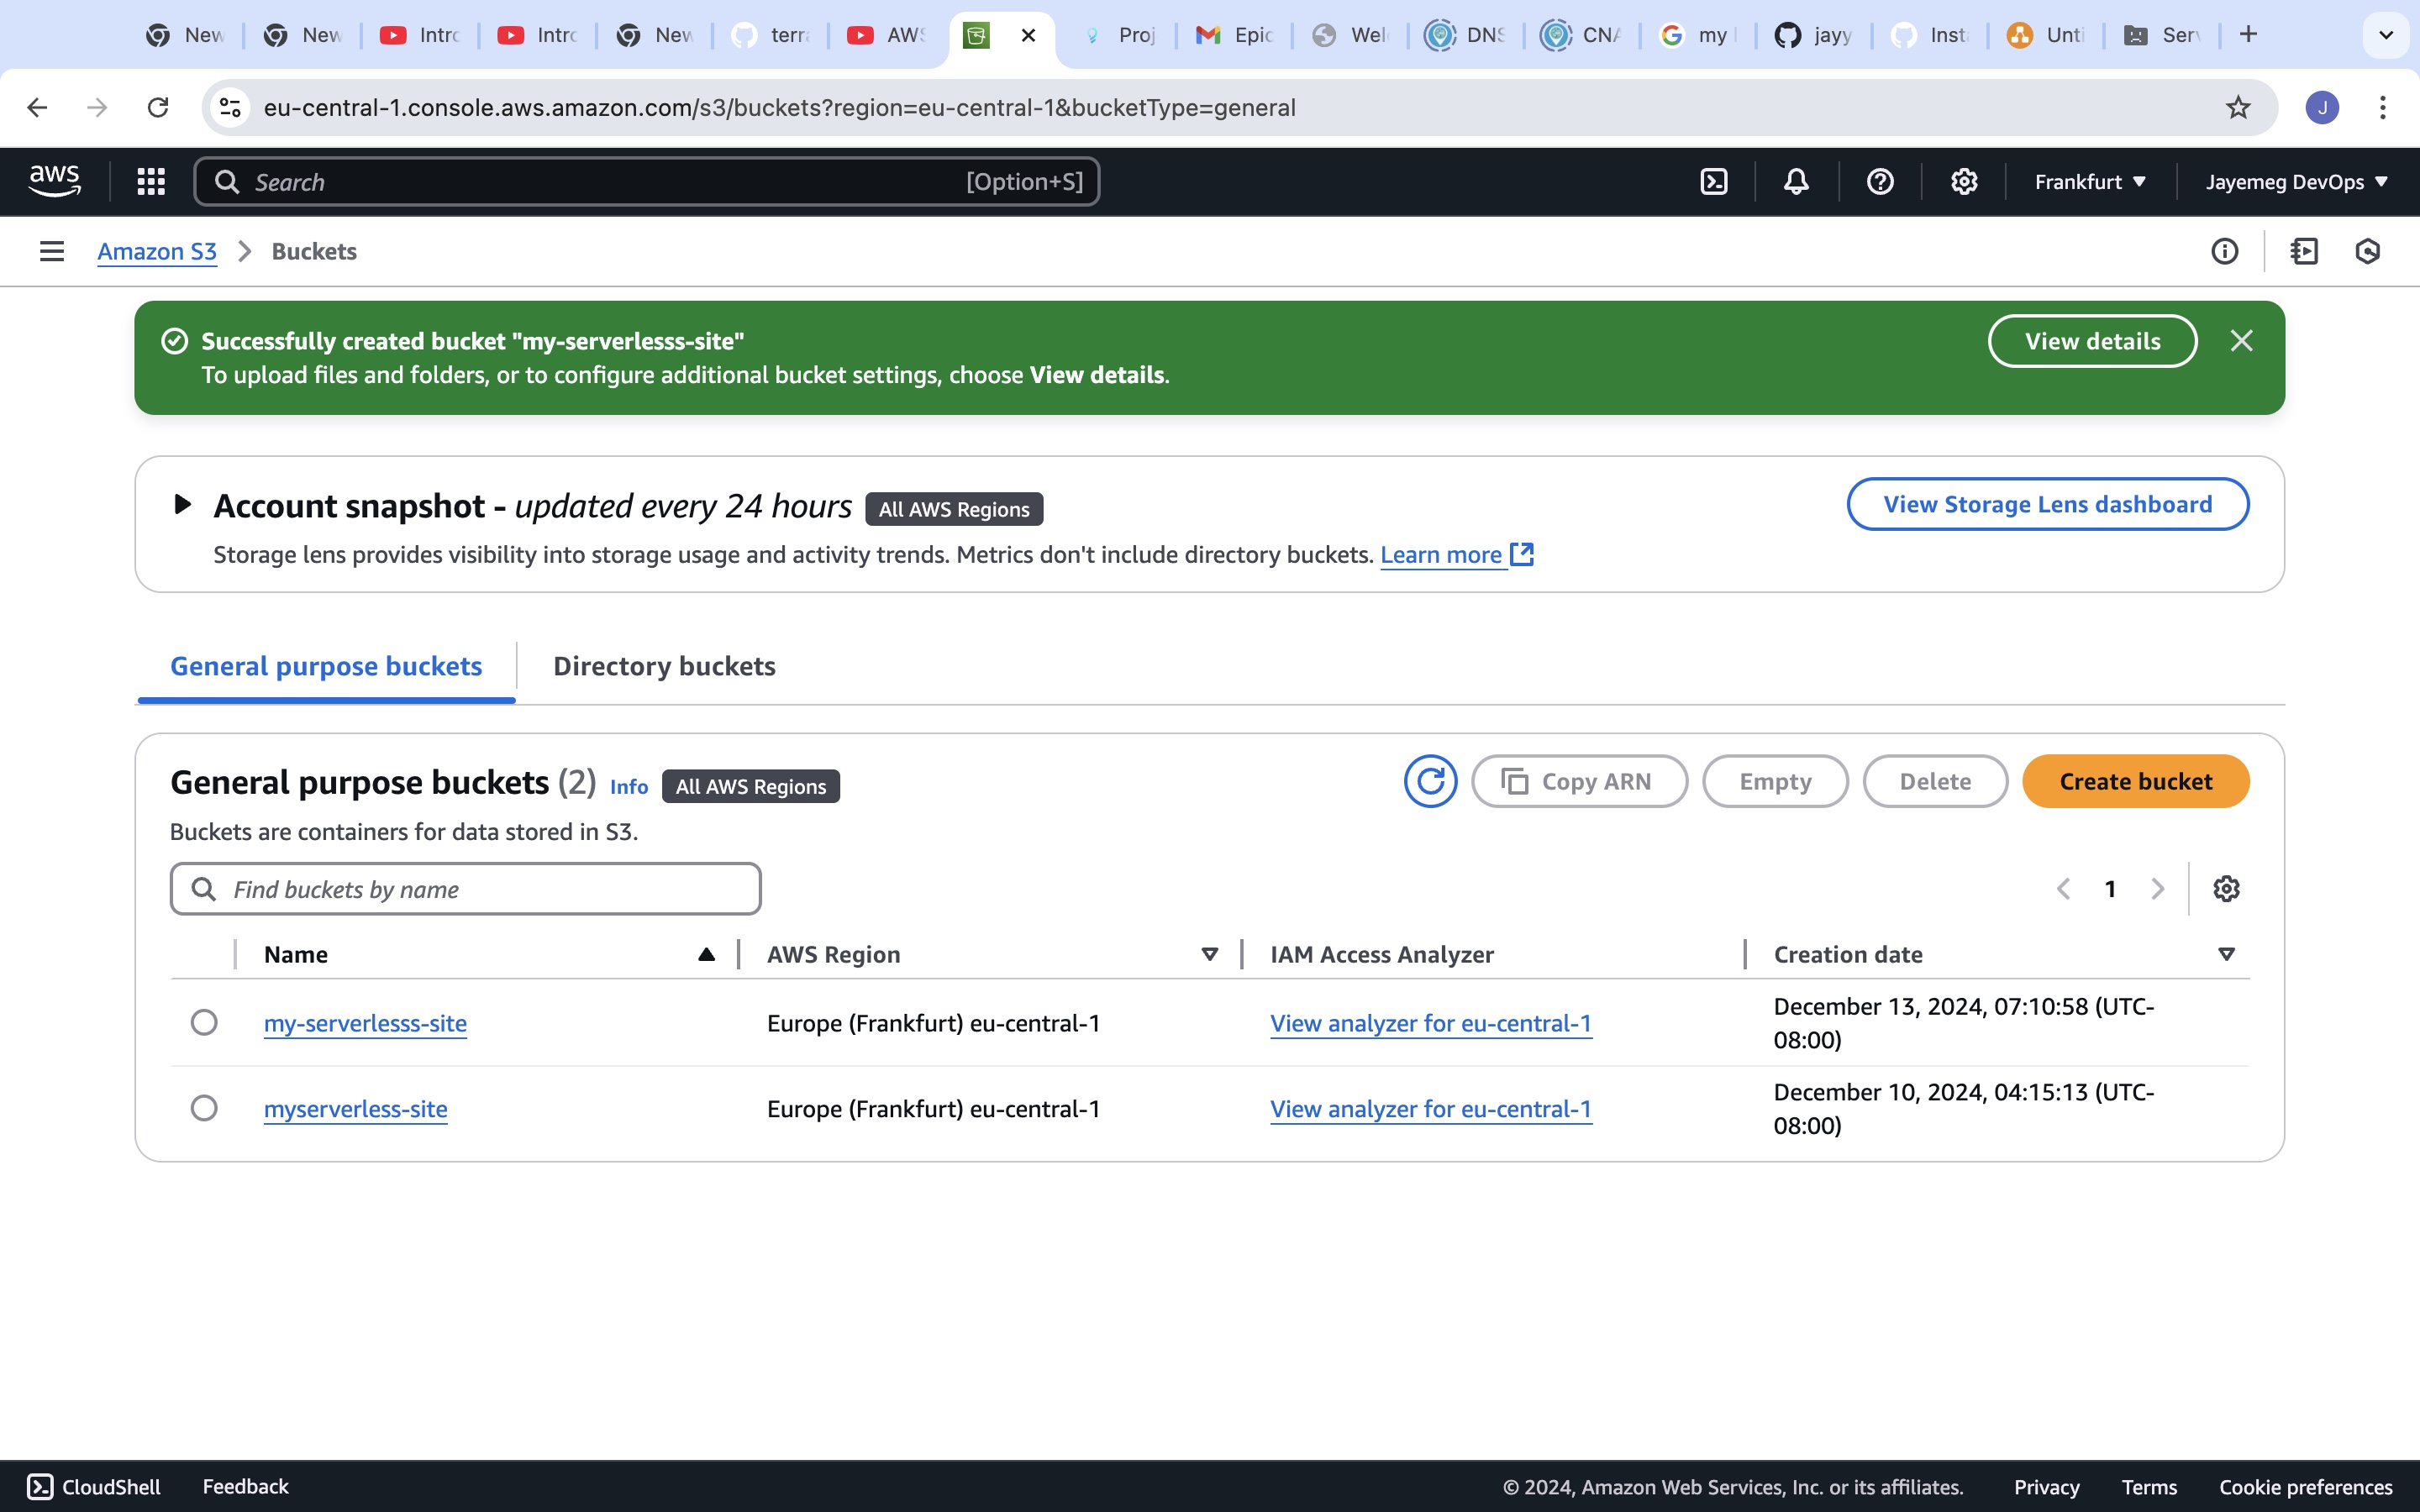 New
New
Intro
Intro
New
terra
AWS
Proj
Epic
Wel
DNS
CNA
my
jayy
Inst
Unti
Serv
eu-central-1.console.aws.amazon.com/s3/buckets?region=eu-central-1&bucketType=general
J
aws
Search
[Option+S]
Frankfurt
Jayemeg DevOps
Amazon S3
Buckets
Successfully created bucket "my-serverlesss-site"
To upload files and folders, or to configure additional bucket settings, choose View details.
View details
Account snapshot - updated every 24 hours
All AWS Regions
View Storage Lens dashboard
Storage lens provides visibility into storage usage and activity trends. Metrics don't include directory buckets. Learn more
General purpose buckets
Directory buckets
General purpose buckets (2)
Info
All AWS Regions
Copy ARN
Empty
Delete
Create bucket
Buckets are containers for data stored in S3.
Find buckets by name
1
Name
AWS Region
IAM Access Analyzer
Creation date
my-serverlesss-site
Europe (Frankfurt) eu-central-1
View analyzer for eu-central-1
December 13, 2024, 07:10:58 (UTC-
08:00)
myserverless-site
Europe (Frankfurt) eu-central-1
View analyzer for eu-central-1
December 10, 2024, 04:15:13 (UTC-
08:00)
CloudShell
Feedback
© 2024, Amazon Web Services, Inc. or its affiliates.
Privacy
Terms
Cookie preferences